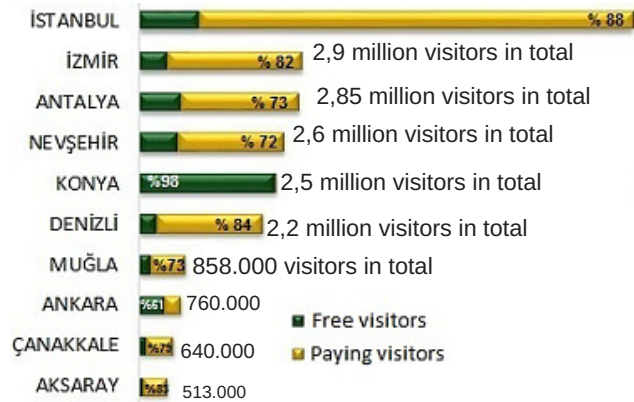 İSTANBUL % 88
İZMİR % 82 2,9 million visitors in total
ANTALYA % 73 2,85 million visitors in total
NEVŞEHİR % 72 2,6 million visitors in total
KONYA %98 2,5 million visitors in total
DENİZLİ % 84 2,2 million visitors in total
MUĞLA %73 858.000 visitors in total
ANKARA %61 760.000
Free visitors
ÇANAKKALE 640.000
Paying visitors
AKSARAY 513.000